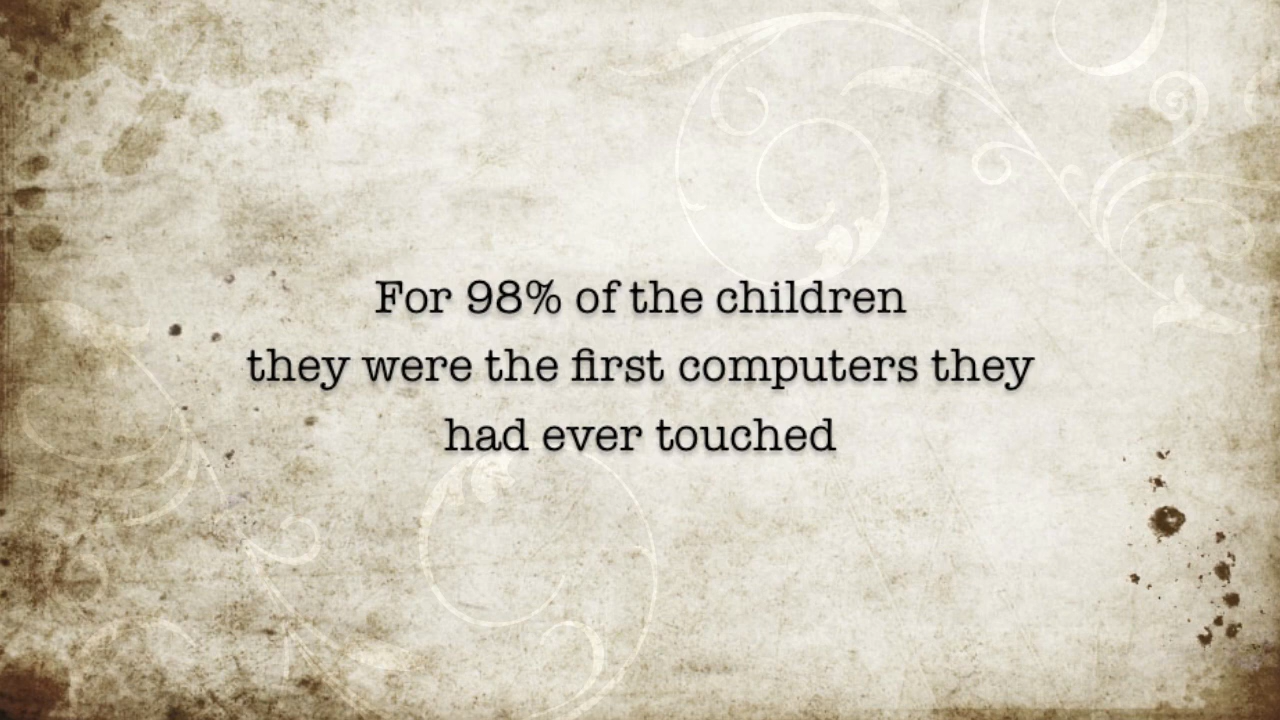 For 98% of the children
they were the first computers they
had ever touched